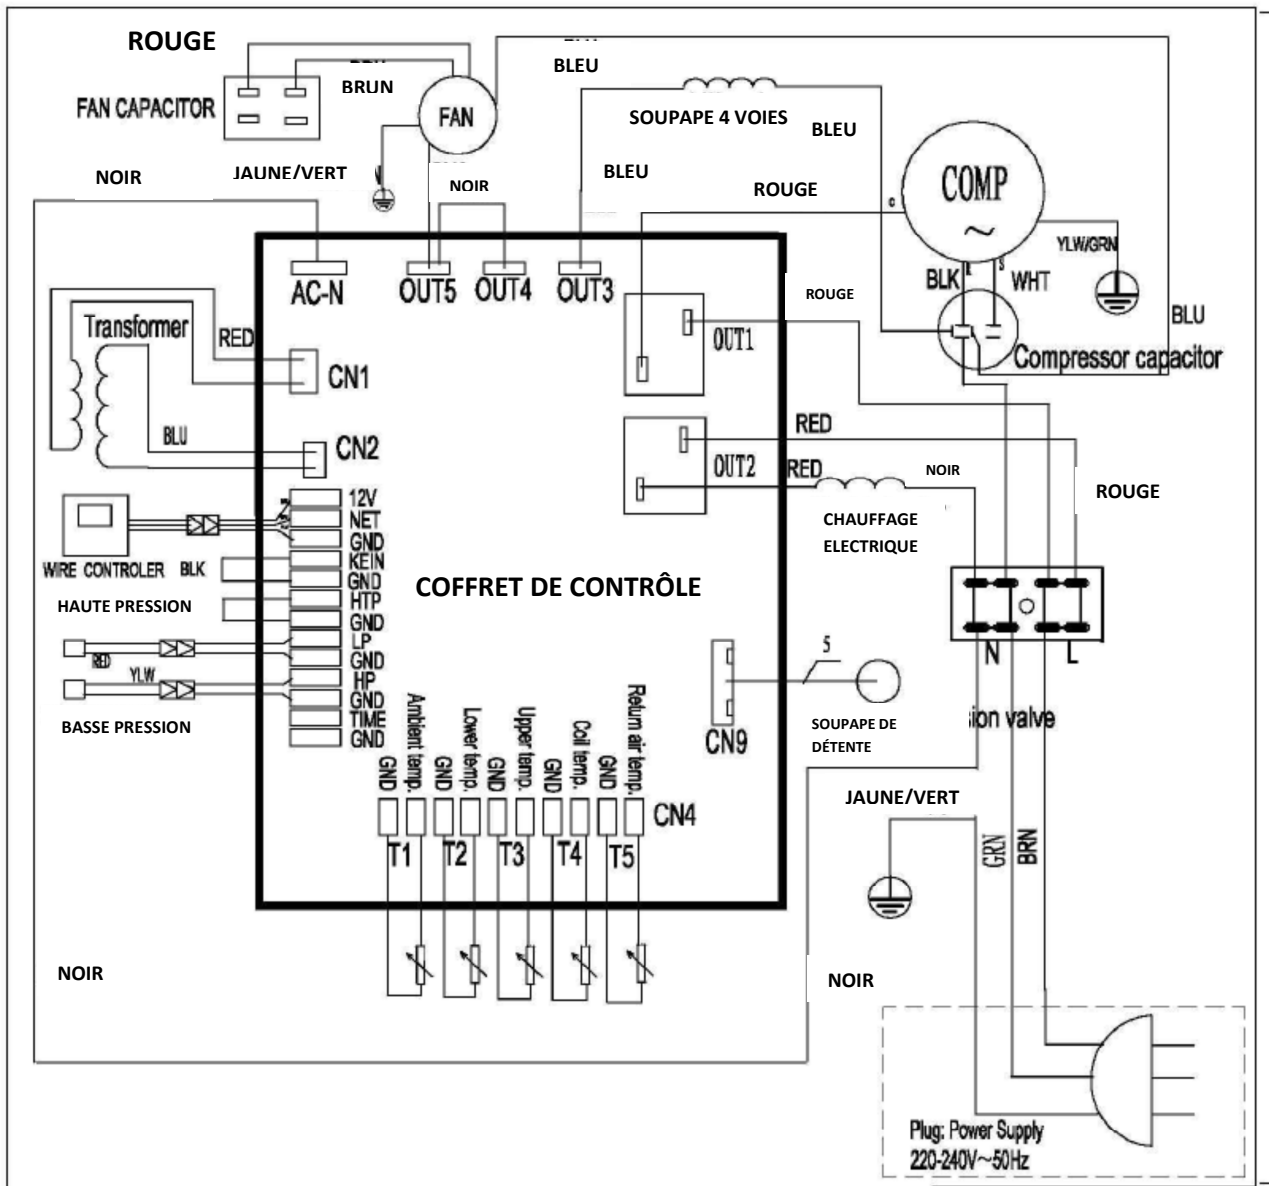 ROUGE
BLEU
BRUN
FAN CAPACITOR
FAN
SOUPAPE 4 VOIES
BLEU
JAUNE/VERT
NOIR
NOIR
BLEU
ROUGE
COMP
~
C
YLW/GRN
R
S
BLK
WHT
AC-N
OUT5
OUT4
OUT3
ROUGE
BLU
Transformer
RED
OUT1
Compressor capacitor
CN1
RED
BLU
CN2
OUT2
RED
NOIR
ROUGE
12V
NET
GND
KEIN
GND
HTP
GND
LP
GND
HP
GND
TIME
GND
WIRE CONTROLER
BLK
CHAUFFAGE
ELECTRIQUE
COFFRET DE CONTRÔLE
HAUTE PRESSION
RED
YLW
BASSE PRESSION
N
L
5
SOUPAPE DE
DÉTENTE
sion valve
CN9
GND
Ambient temp.
GND
Lower temp.
GND
Upper temp.
GND
Coil temp.
GND
Return air temp.
CN4
T1
T2
T3
T4
T5
JAUNE/VERT
GRN
BRN
NOIR
NOIR
Plug: Power Supply
220-240V~50Hz